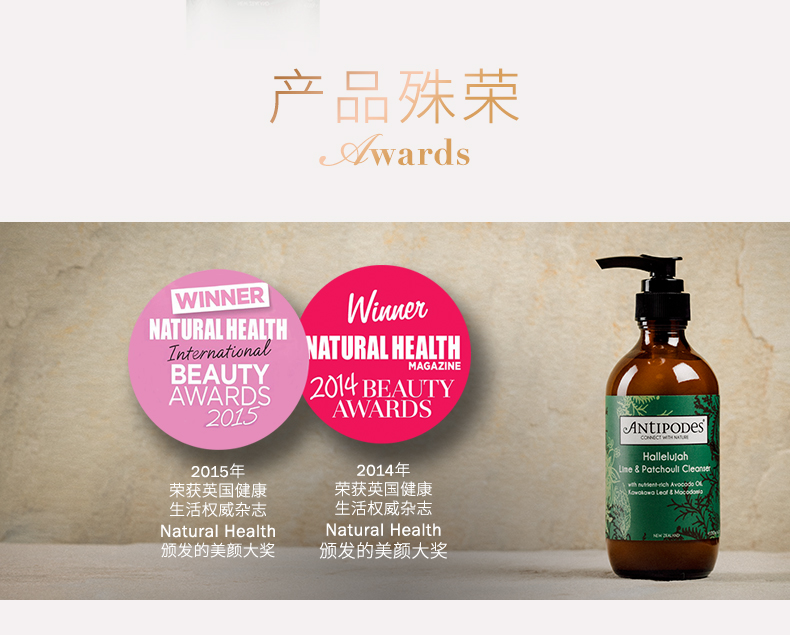 产品殊荣
Awards
WINNER
NATURAL HEALTH
International
BEAUTY
AWARDS
2015
Winner
NATURAL HEALTH
MAGAZINE
2014 BEAUTY
AWARDS
2015年
荣获英国健康
生活权威杂志
Natural Health
颁发的美颜大奖
2014年
荣获英国健康
生活权威杂志
Natural Health
颁发的美颜大奖
ANTIPODES
CONNECT WITH NATURE
Hallelujah
Lime & Patchouli Cleanser
with nutrient-rich Avocado Oil,
Kawakawa Leaf & Macadamia
NEW ZEALAND